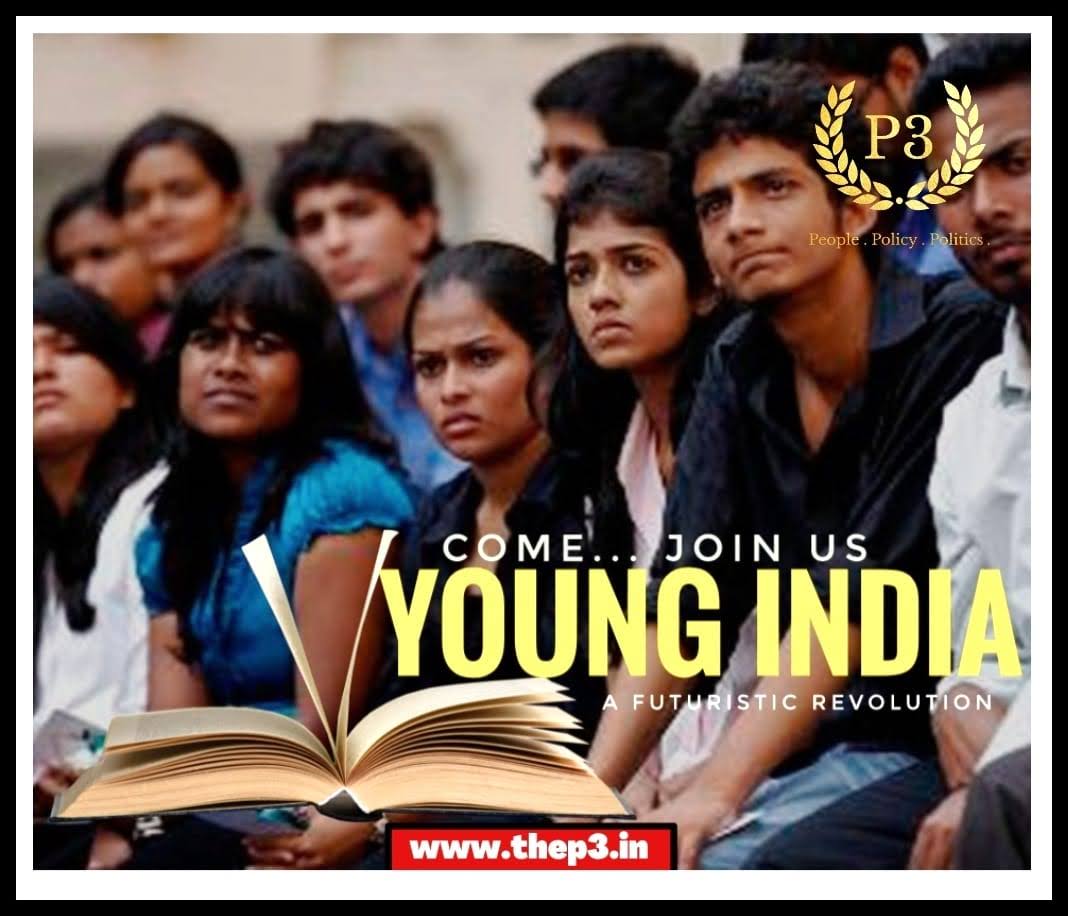 P3
People . Policy . Politics .
COME... JOIN US
YOUNG INDIA
A FUTURISTIC REVOLUTION
www.thep3.in